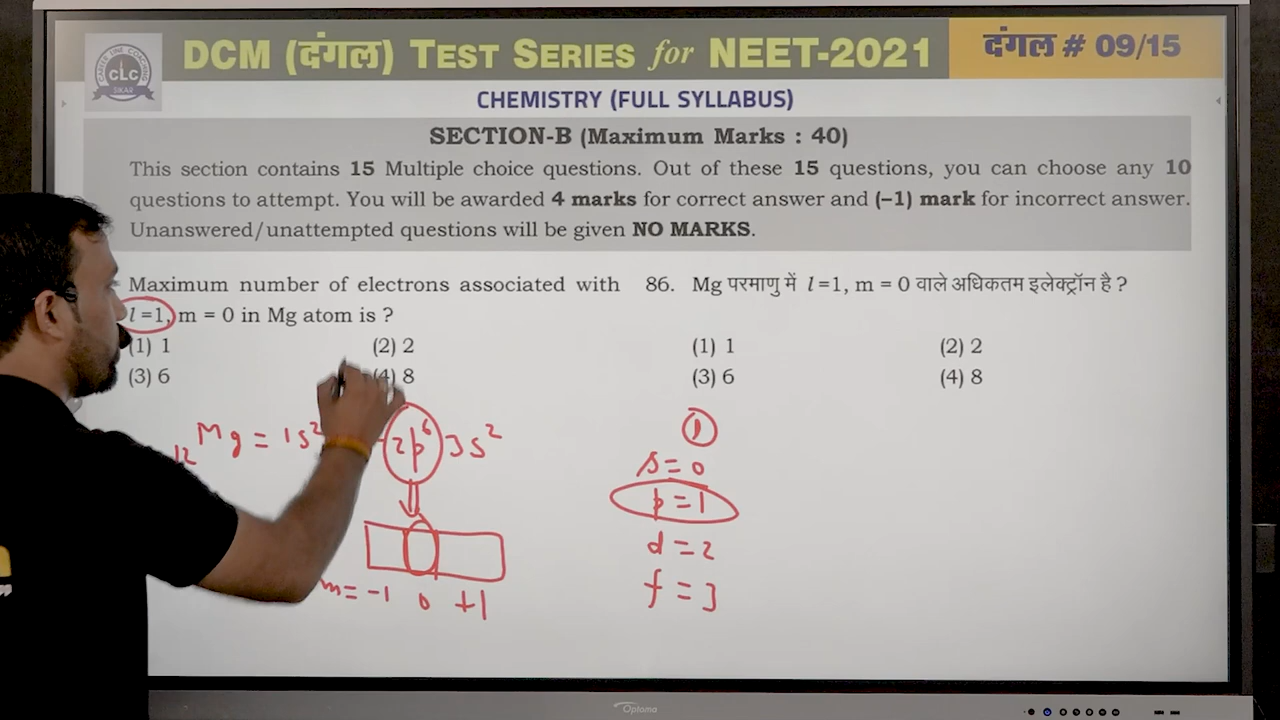 DCM (दंगल) TEST SERIES for NEET-2021
दंगल # 09/15
CLC
SIKAR
CHEMISTRY (FULL SYLLABUS)
SECTION-B (Maximum Marks : 40)
This section contains 15 Multiple choice questions. Out of these 15 questions, you can choose any 10
questions to attempt. You will be awarded 4 marks for correct answer and (–1) mark for incorrect answer.
Unanswered/unattempted questions will be given NO MARKS.
Maximum number of electrons associated with
l =1, m = 0 in Mg atom is ?
(1) 1 (2) 2
(3) 6 (4) 8
86. Mg परमाणु में l =1, m = 0 वाले अधिकतम इलेक्ट्रॉन है ?
(1) 1 (2) 2
(3) 6 (4) 8
12Mg = 1s² 2p⁶ 3s²
m = -1 0 +1
l
s = 0
p = 1
d = 2
f = 3
Optoma